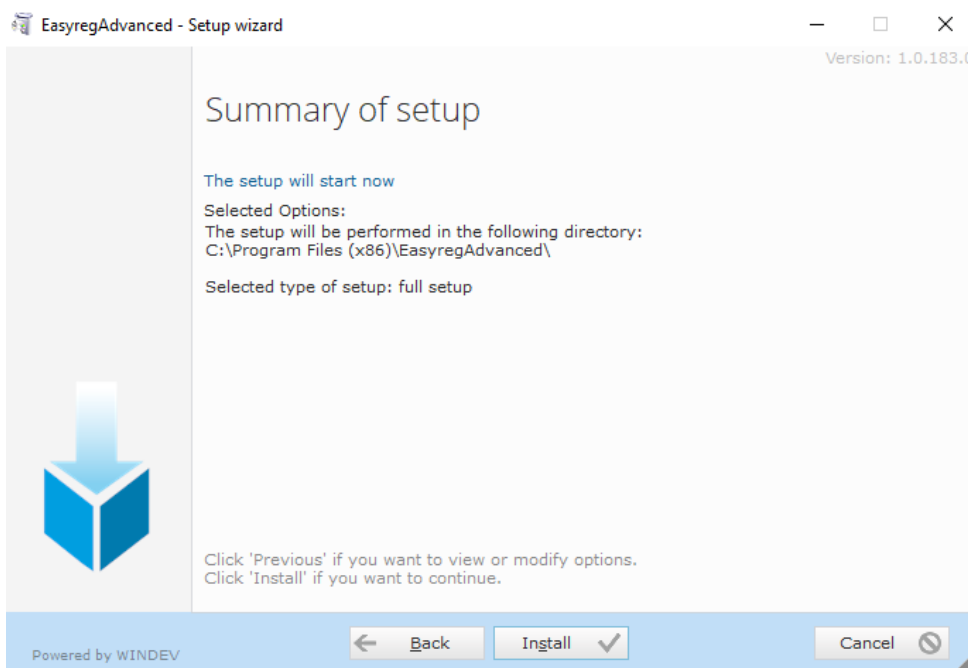 EasyregAdvanced - Setup wizard
Version: 1.0.183.0
Summary of setup
The setup will start now
Selected Options:
The setup will be performed in the following directory:
C:\Program Files (x86)\EasyregAdvanced\
Selected type of setup: full setup
Click 'Previous' if you want to view or modify options.
Click 'Install' if you want to continue.
Powered by WINDEV
Back
Install
Cancel